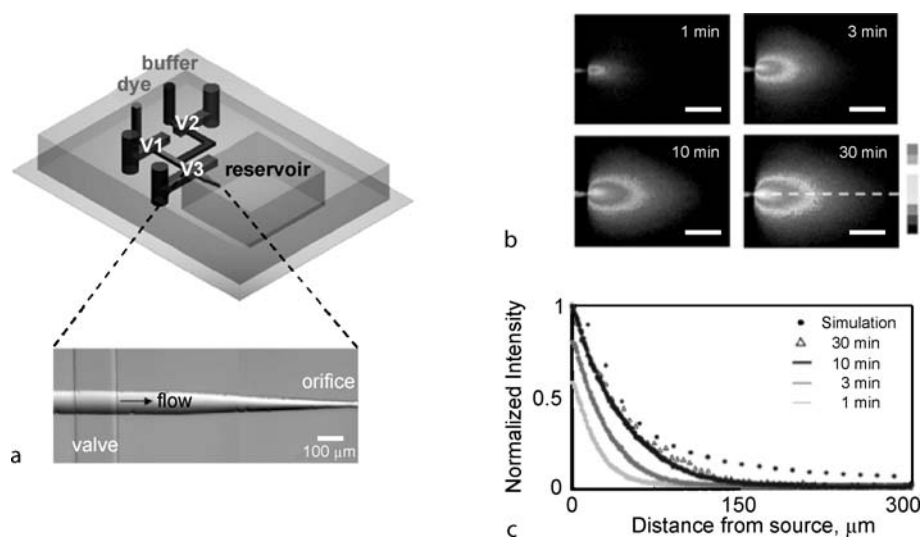 buffer
dye
V2
V1
V3
reservoir
orifice
flow
valve
100 μm
a
1 min
3 min
10 min
30 min
b
1
0.5
0
Normalized Intensity
Simulation
30 min
10 min
3 min
1 min
0
150
300
Distance from source, μm
c